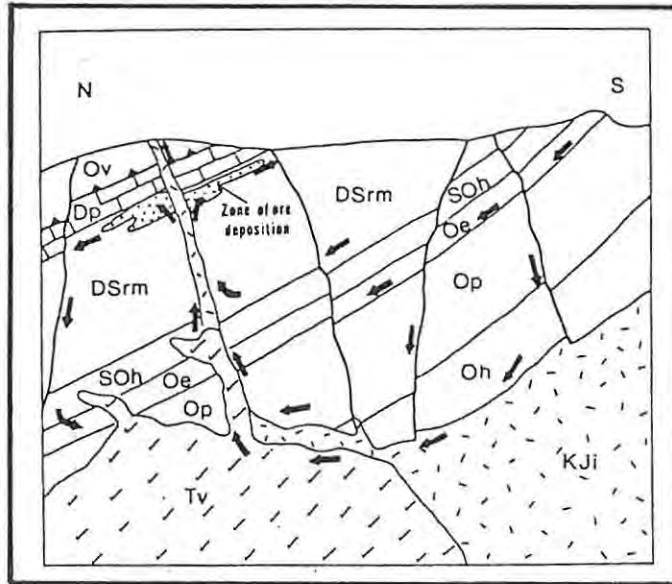 N
S
Ov
Dp
Zone of ore
deposition
DSrm
SOh
Oe
DSrm
Op
SOh
Oe
Op
Oh
KJi
Tv